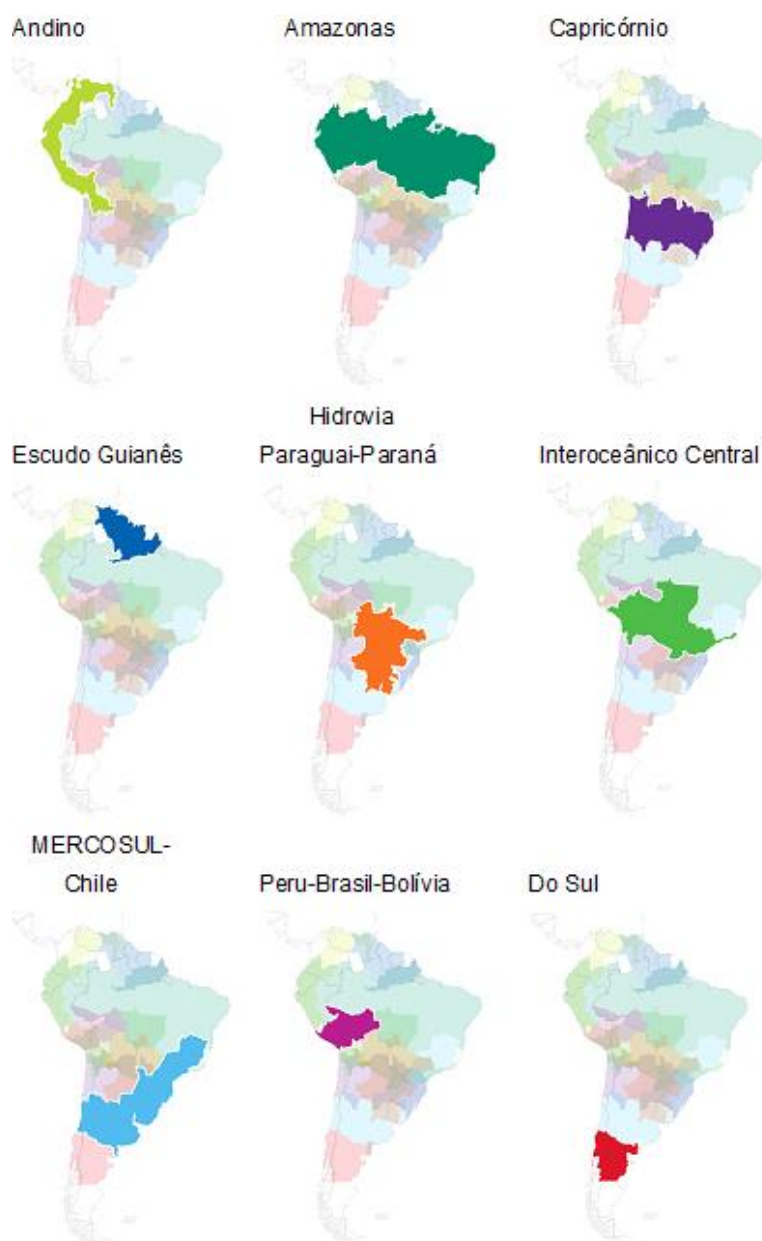 Andino
Amazonas
Capricórnio
Escudo Guianês
Hidrovia
Paraguai-Paraná
Interoceânico Central
MERCOSUL-
Chile
Peru-Brasil-Bolívia
Do Sul